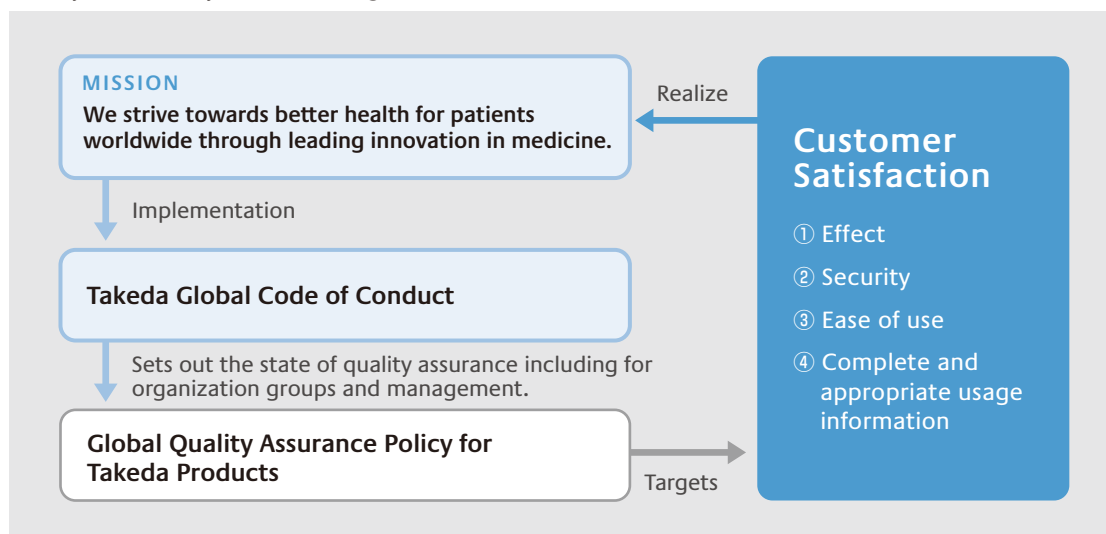 MISSION
We strive towards better health for patients
worldwide through leading innovation in medicine.
Realize
Implementation
Takeda Global Code of Conduct
Sets out the state of quality assurance including for
organization groups and management.
Global Quality Assurance Policy for
Takeda Products
Targets
Customer
Satisfaction
① Effect
② Security
③ Ease of use
④ Complete and
appropriate usage
information